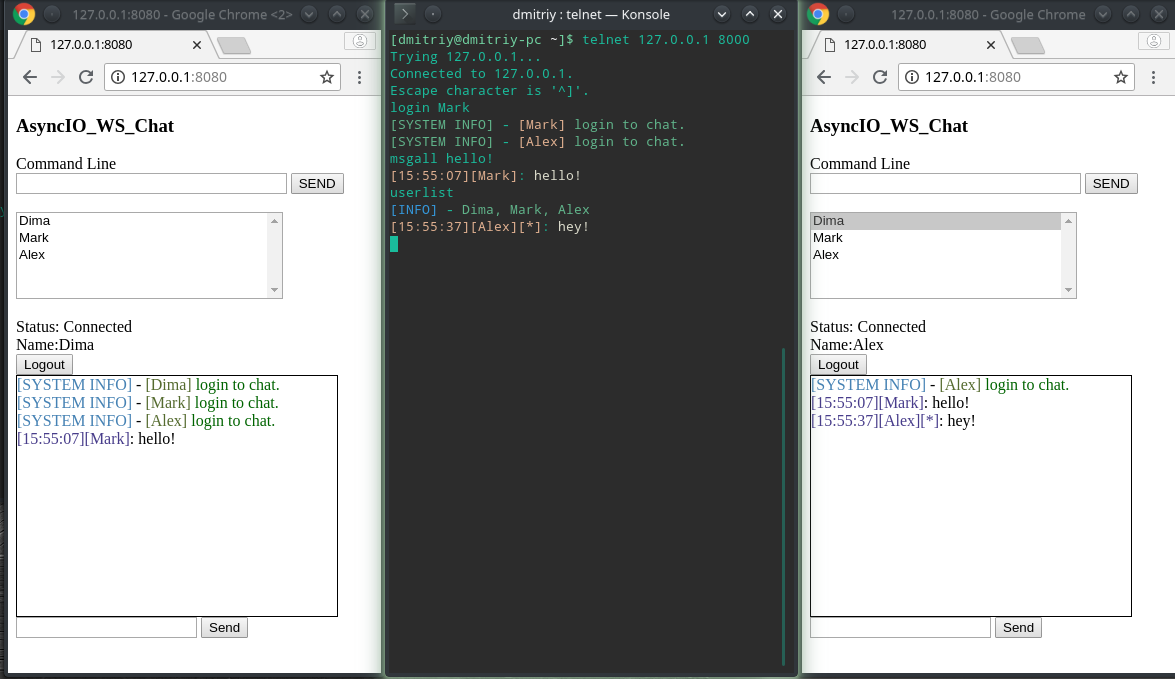 127.0.0.1:8080 - Google Chrome <2>
127.0.0.1:8080
127.0.0.1:8080
AsyncIO_WS_Chat
Command Line
SEND
Dima
Mark
Alex
Status: Connected
Name:Dima
Logout
[SYSTEM INFO] - [Dima] login to chat.
[SYSTEM INFO] - [Mark] login to chat.
[SYSTEM INFO] - [Alex] login to chat.
[15:55:07][Mark]: hello!
Send
dmitriy : telnet — Konsole
[dmitriy@dmitriy-pc ~]$ telnet 127.0.0.1 8000
Trying 127.0.0.1...
Connected to 127.0.0.1.
Escape character is '^]'.
login Mark
[SYSTEM INFO] - [Mark] login to chat.
[SYSTEM INFO] - [Alex] login to chat.
msgall hello!
[15:55:07][Mark]: hello!
userlist
[INFO] - Dima, Mark, Alex
[15:55:37][Alex][*]: hey!
127.0.0.1:8080 - Google Chrome
127.0.0.1:8080
127.0.0.1:8080
AsyncIO_WS_Chat
Command Line
SEND
Dima
Mark
Alex
Status: Connected
Name:Alex
Logout
[SYSTEM INFO] - [Alex] login to chat.
[15:55:07][Mark]: hello!
[15:55:37][Alex][*]: hey!
Send